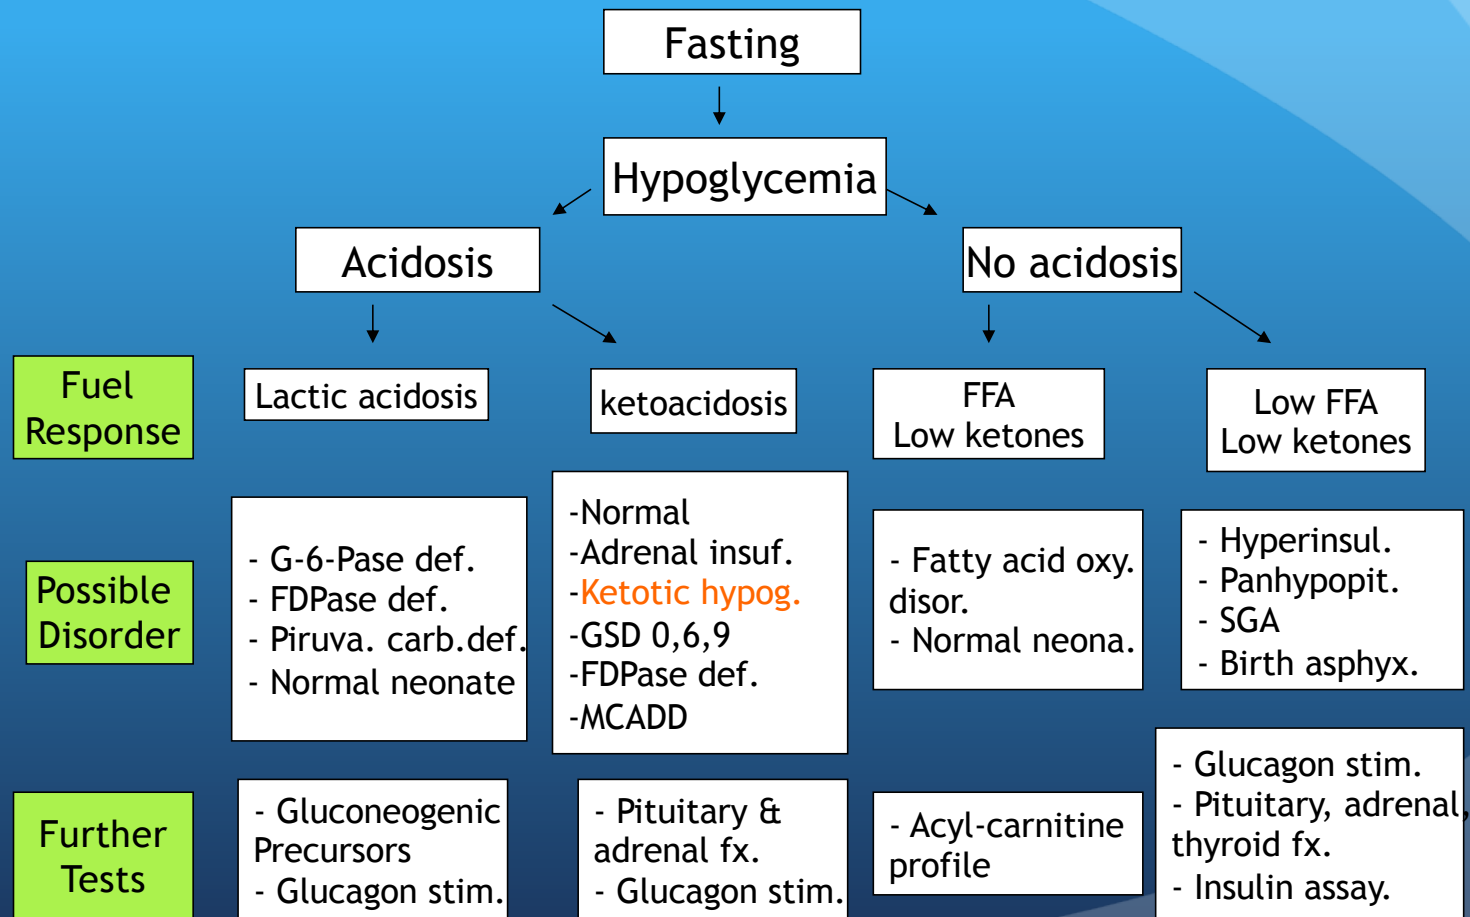 Fasting
Hypoglycemia
Acidosis
No acidosis
Fuel
Response
Lactic acidosis
ketoacidosis
FFA
Low ketones
Low FFA
Low ketones
Possible
Disorder
- G-6-Pase def.
- FDPase def.
- Piruva. carb.def.
- Normal neonate
-Normal
-Adrenal insuf.
-Ketotic hypog.
-GSD 0,6,9
-FDPase def.
-MCADD
- Fatty acid oxy.
disor.
- Normal neona.
- Hyperinsul.
- Panhypopit.
- SGA
- Birth asphyx.
Further
Tests
- Gluconeogenic
Precursors
- Glucagon stim.
- Pituitary &
adrenal fx.
- Glucagon stim.
- Acyl-carnitine
profile
- Glucagon stim.
- Pituitary, adrenal,
thyroid fx.
- Insulin assay.